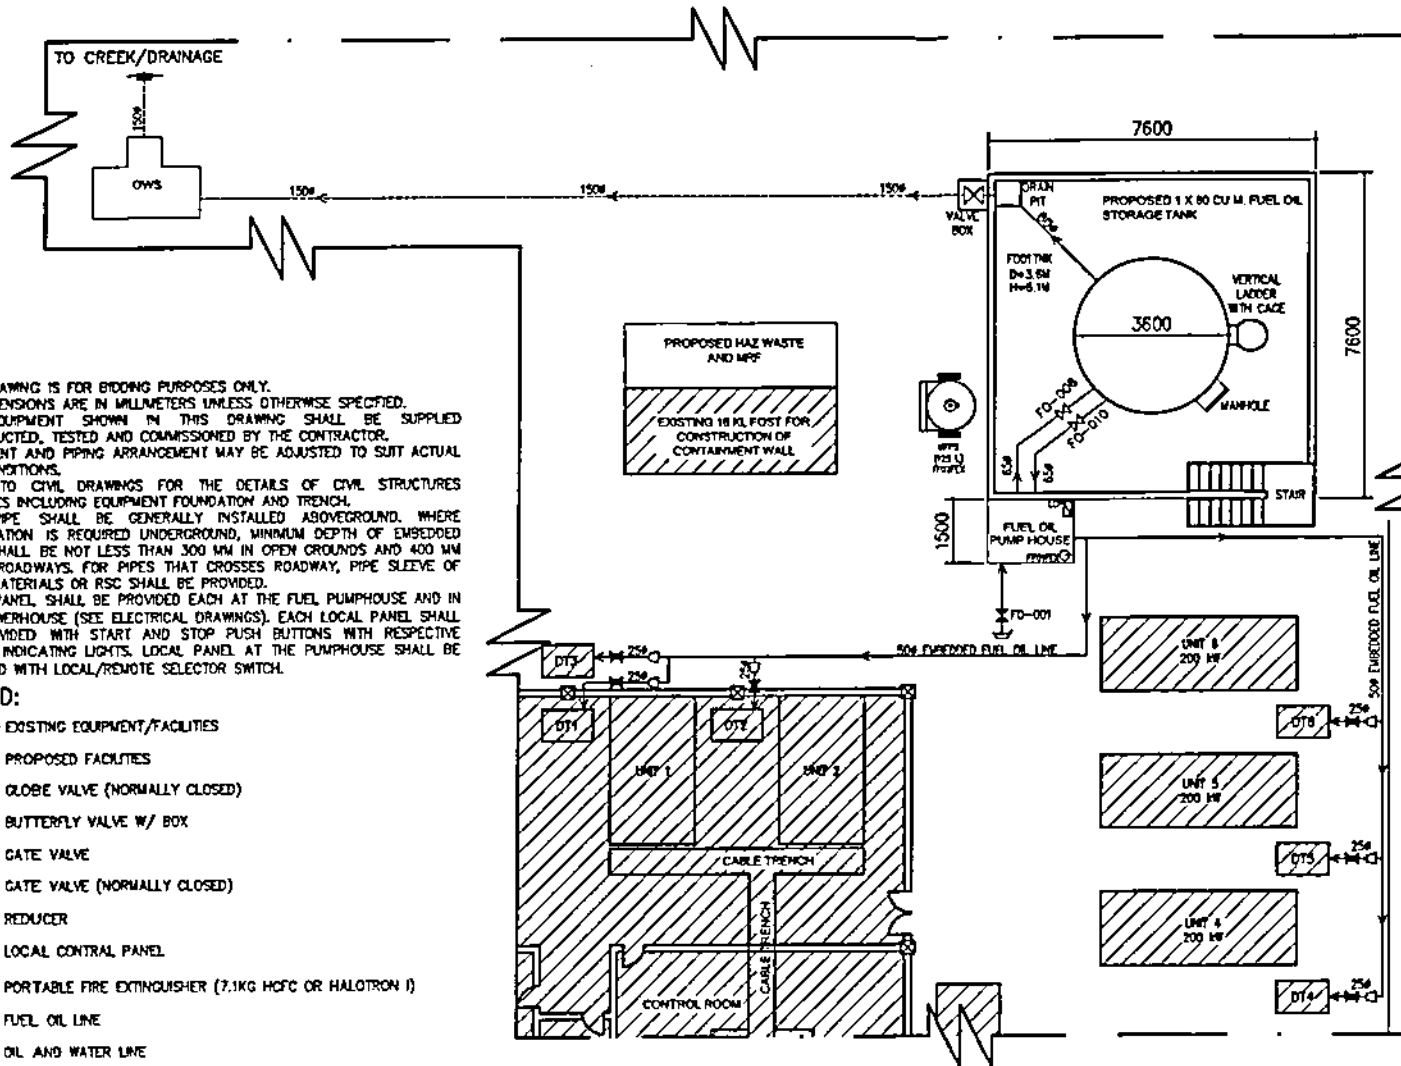 TO CREEK/DRAINAGE
150ø
OWS
150ø
150ø
150ø
VALVE
BOX
DRAIN
PIT
7600
PROPOSED 1 X 60 CU M. FUEL OIL
STORAGE TANK
FOOTTNK
D=3.6M
H=6.1M
VERTICAL
LADDER
WITH CAGE
3600
7600
MANHOLE
FO-008
FO-010
65ø
65ø
STAIR
1500
FUEL OIL
PUMP HOUSE
FO-001
PROPOSED HAZ WASTE
AND MRF
EXISTING 16 KL FOST FOR
CONSTRUCTION OF
CONTAINMENT WALL
AWING IS FOR BIDDING PURPOSES ONLY.
ENSIONS ARE IN MILLIMETERS UNLESS OTHERWISE SPECIFIED.
QUIPMENT SHOWN IN THIS DRAWING SHALL BE SUPPLIED
UCTED, TESTED AND COMMISSIONED BY THE CONTRACTOR.
ENT AND PIPING ARRANGEMENT MAY BE ADJUSTED TO SUIT ACTUAL
NDITIONS.
TO CIVIL DRAWINGS FOR THE DETAILS OF CIVIL STRUCTURES
S INCLUDING EQUIPMENT FOUNDATION AND TRENCH.
IPE SHALL BE GENERALLY INSTALLED ABOVEGROUND. WHERE
ATION IS REQUIRED UNDERGROUND, MINIMUM DEPTH OF EMBEDDED
HALL BE NOT LESS THAN 300 MM IN OPEN GROUNDS AND 400 MM
ROADWAYS. FOR PIPES THAT CROSSES ROADWAY, PIPE SLEEVE OF
ATERIALS OR RSC SHALL BE PROVIDED.
ANEL SHALL BE PROVIDED EACH AT THE FUEL PUMPHOUSE AND IN
WERHOUSE (SEE ELECTRICAL DRAWINGS). EACH LOCAL PANEL SHALL
VIDED WITH START AND STOP PUSH BUTTONS WITH RESPECTIVE
INDICATING LIGHTS. LOCAL PANEL AT THE PUMPHOUSE SHALL BE
D WITH LOCAL/REMOTE SELECTOR SWITCH.
D:
EXISTING EQUIPMENT/FACILITIES
PROPOSED FACILITIES
GLOBE VALVE (NORMALLY CLOSED)
BUTTERFLY VALVE W/ BOX
GATE VALVE
GATE VALVE (NORMALLY CLOSED)
REDUCER
LOCAL CONTRAL PANEL
PORTABLE FIRE EXTINGUISHER (7.1KG HCFC OR HALOTRON I)
FUEL OIL LINE
OIL AND WATER LINE
50ø EMBEDDED FUEL OIL LINE
50ø EMBEDDED FUEL OIL LINE
DT3
25ø
25ø
25ø
DT1
DT2
UNIT 1
UNIT 2
CABLE TRENCH
CABLE TRENCH
CONTROL ROOM
UNIT 6
200 kW
DT6
25ø
UNIT 5
200 kW
DT5
25ø
UNIT 4
200 kW
DT4
25ø